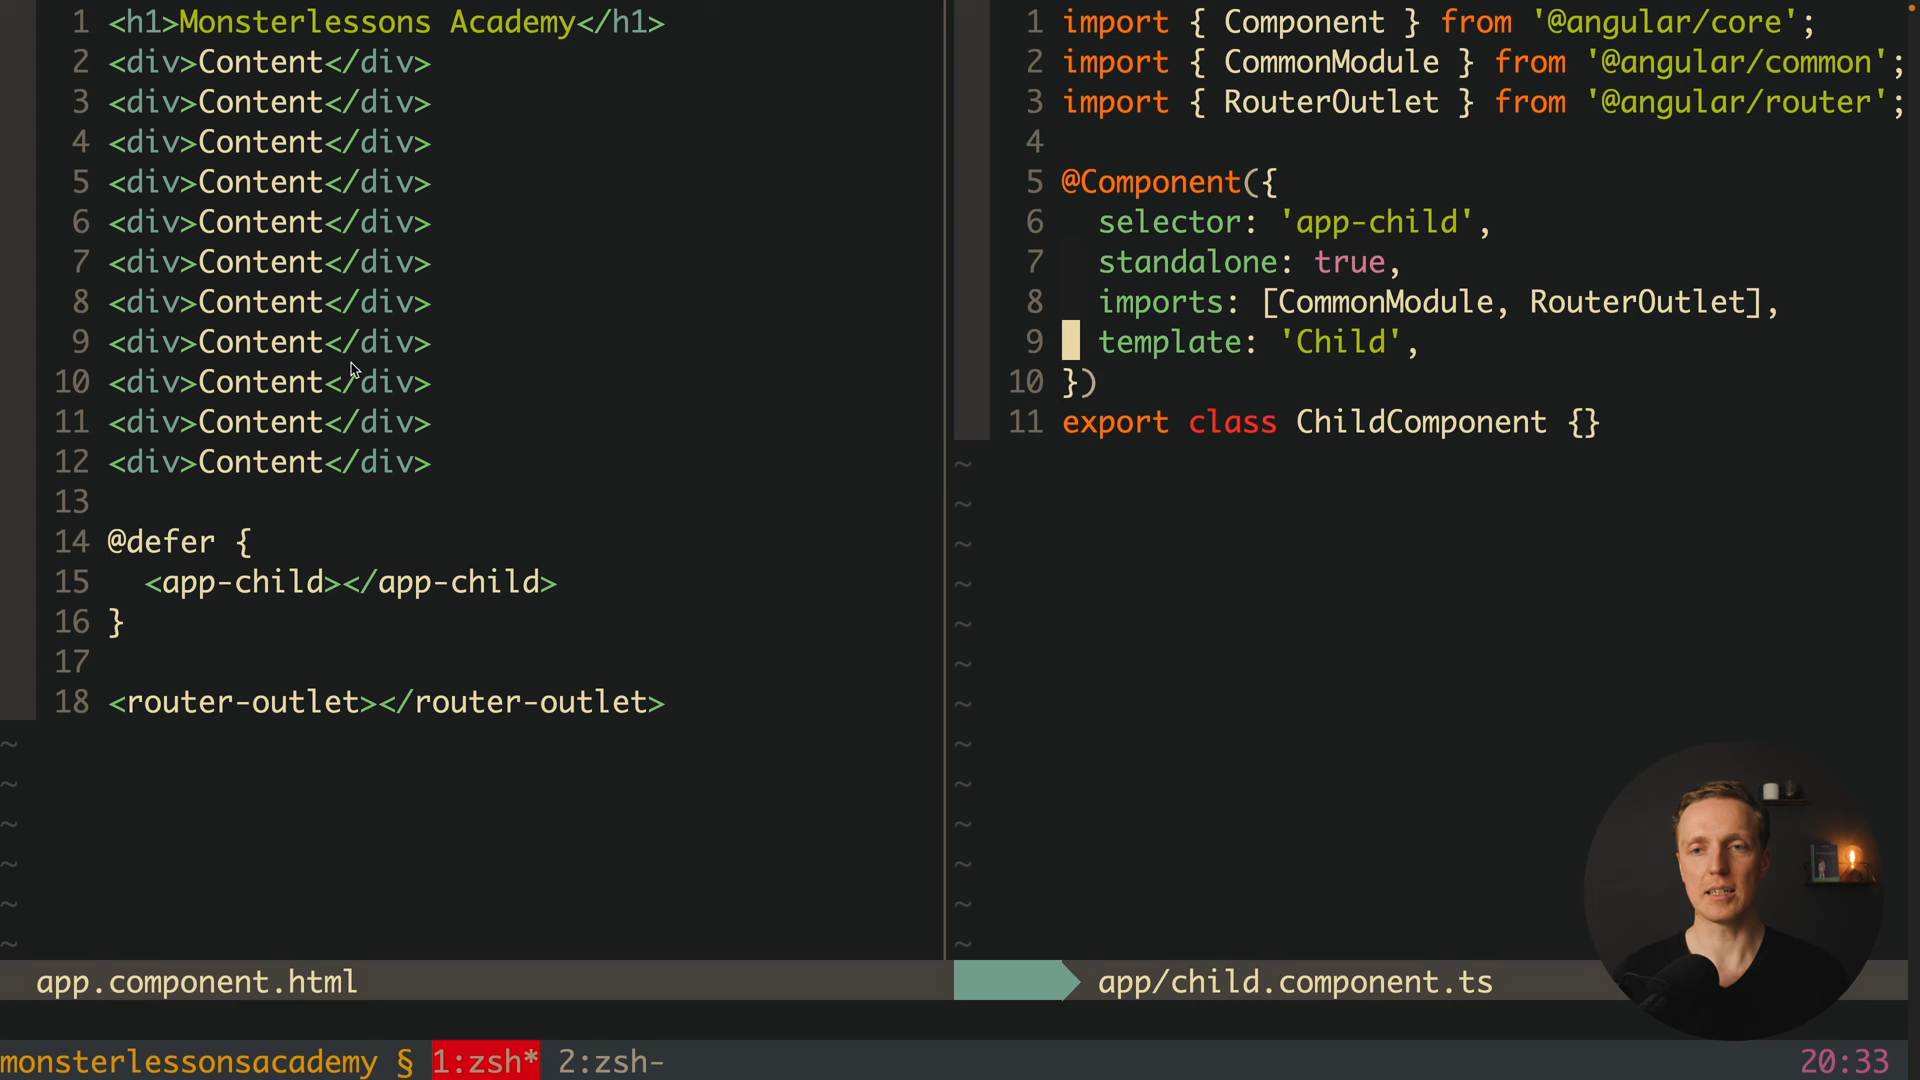 1 <h1>Monsterlessons Academy</h1>
2 <div>Content</div>
3 <div>Content</div>
4 <div>Content</div>
5 <div>Content</div>
6 <div>Content</div>
7 <div>Content</div>
8 <div>Content</div>
9 <div>Content</div>
10 <div>Content</div>
11 <div>Content</div>
12 <div>Content</div>
13
14 @defer {
15   <app-child></app-child>
16 }
17
18 <router-outlet></router-outlet>
~
~
~
~
~
~
app.component.html
1 import { Component } from '@angular/core';
2 import { CommonModule } from '@angular/common';
3 import { RouterOutlet } from '@angular/router';
4
5 @Component({
6   selector: 'app-child',
7   standalone: true,
8   imports: [CommonModule, RouterOutlet],
9   template: 'Child',
10 })
11 export class ChildComponent {}
~
~
~
~
~
~
~
~
~
~
~
~
~
app/child.component.ts
monsterlessonsacademy § 1:zsh* 2:zsh- 20:33